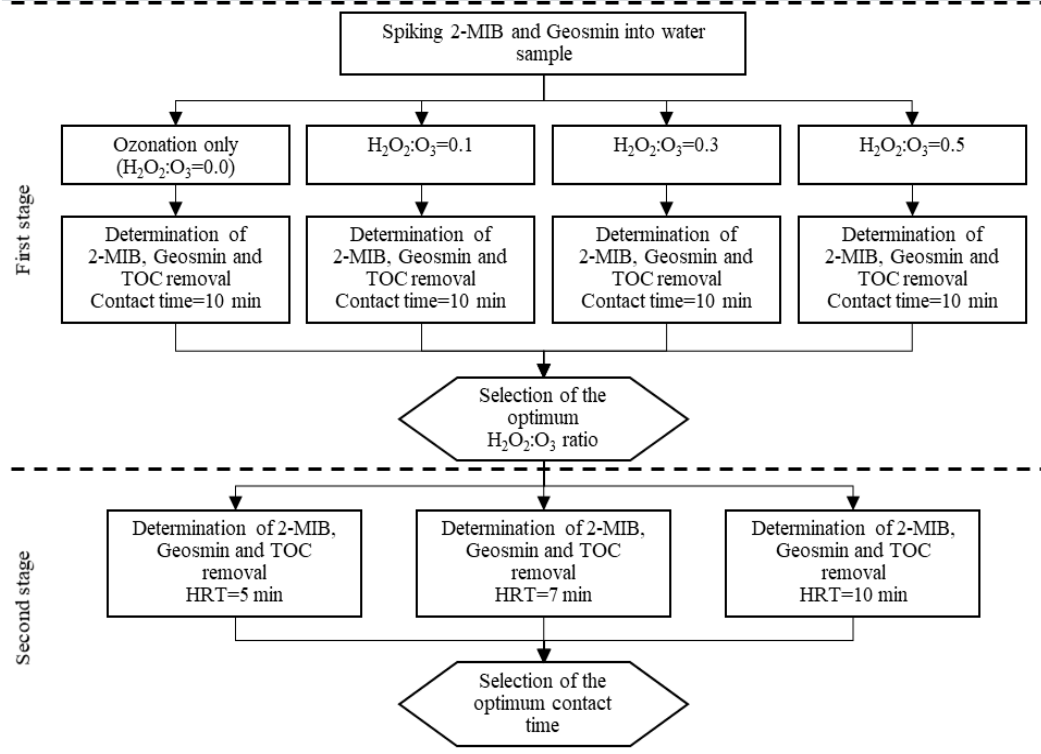 Spiking 2-MIB and Geosmin into water
sample
First stage
Ozonation only
(H₂O₂:O₃=0.0)
H₂O₂:O₃=0.1
H₂O₂:O₃=0.3
H₂O₂:O₃=0.5
Determination of
2-MIB, Geosmin and
TOC removal
Contact time=10 min
Determination of
2-MIB, Geosmin and
TOC removal
Contact time=10 min
Determination of
2-MIB, Geosmin and
TOC removal
Contact time=10 min
Determination of
2-MIB, Geosmin and
TOC removal
Contact time=10 min
Selection of the
optimum
H₂O₂:O₃ ratio
Second stage
Determination of 2-MIB,
Geosmin and TOC
removal
HRT=5 min
Determination of 2-MIB,
Geosmin and TOC
removal
HRT=7 min
Determination of 2-MIB,
Geosmin and TOC
removal
HRT=10 min
Selection of the
optimum contact
time